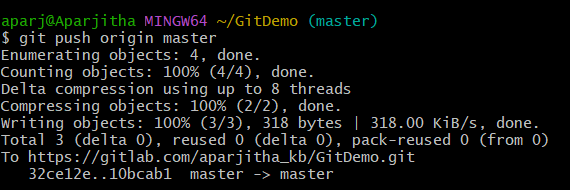 aparj@Aparjitha MINGW64 ~/GitDemo (master)
$ git push origin master
Enumerating objects: 4, done.
Counting objects: 100% (4/4), done.
Delta compression using up to 8 threads
Compressing objects: 100% (2/2), done.
Writing objects: 100% (3/3), 318 bytes | 318.00 KiB/s, done.
Total 3 (delta 0), reused 0 (delta 0), pack-reused 0 (from 0)
To https://gitlab.com/aparjitha_kb/GitDemo.git
   32ce12e..10bcab1  master -> master